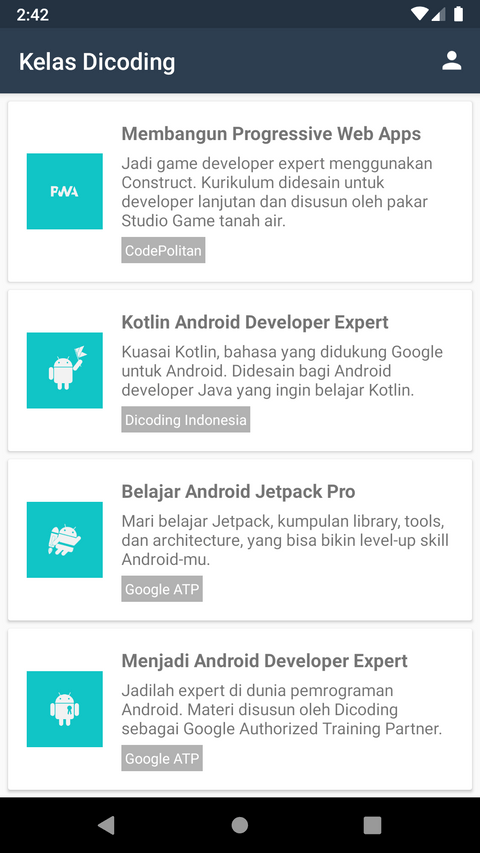 2:42
Kelas Dicoding
Membangun Progressive Web Apps
Jadi game developer expert menggunakan
Construct. Kurikulum didesain untuk
developer lanjutan dan disusun oleh pakar
Studio Game tanah air.
PWA
CodePolitan
Kotlin Android Developer Expert
Kuasai Kotlin, bahasa yang didukung Google
untuk Android. Didesain bagi Android
developer Java yang ingin belajar Kotlin.
Dicoding Indonesia
Belajar Android Jetpack Pro
Mari belajar Jetpack, kumpulan library, tools,
dan architecture, yang bisa bikin level-up skill
Android-mu.
Google ATP
Menjadi Android Developer Expert
Jadilah expert di dunia pemrograman
Android. Materi disusun oleh Dicoding
sebagai Google Authorized Training Partner.
Google ATP